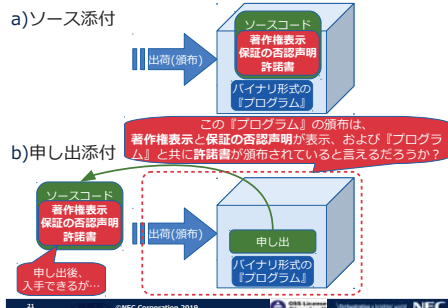 a)ソース添付
ソースコード
著作権表示
保証の否認声明
許諾書
出荷(頒布)
バイナリ形式の
『プログラム』
この『プログラム』の頒布は、
著作権表示と保証の否認声明が表示、および『プログラ
ム』と共に許諾書が頒布されていると言えるだろうか？
b)申し出添付
ソースコード
著作権表示
保証の否認声明
許諾書
出荷(頒布)
申し出
バイナリ形式の
『プログラム』
申し出後、
入手できるが…
21
©NEC Corporation 2019
OSS License
NEC